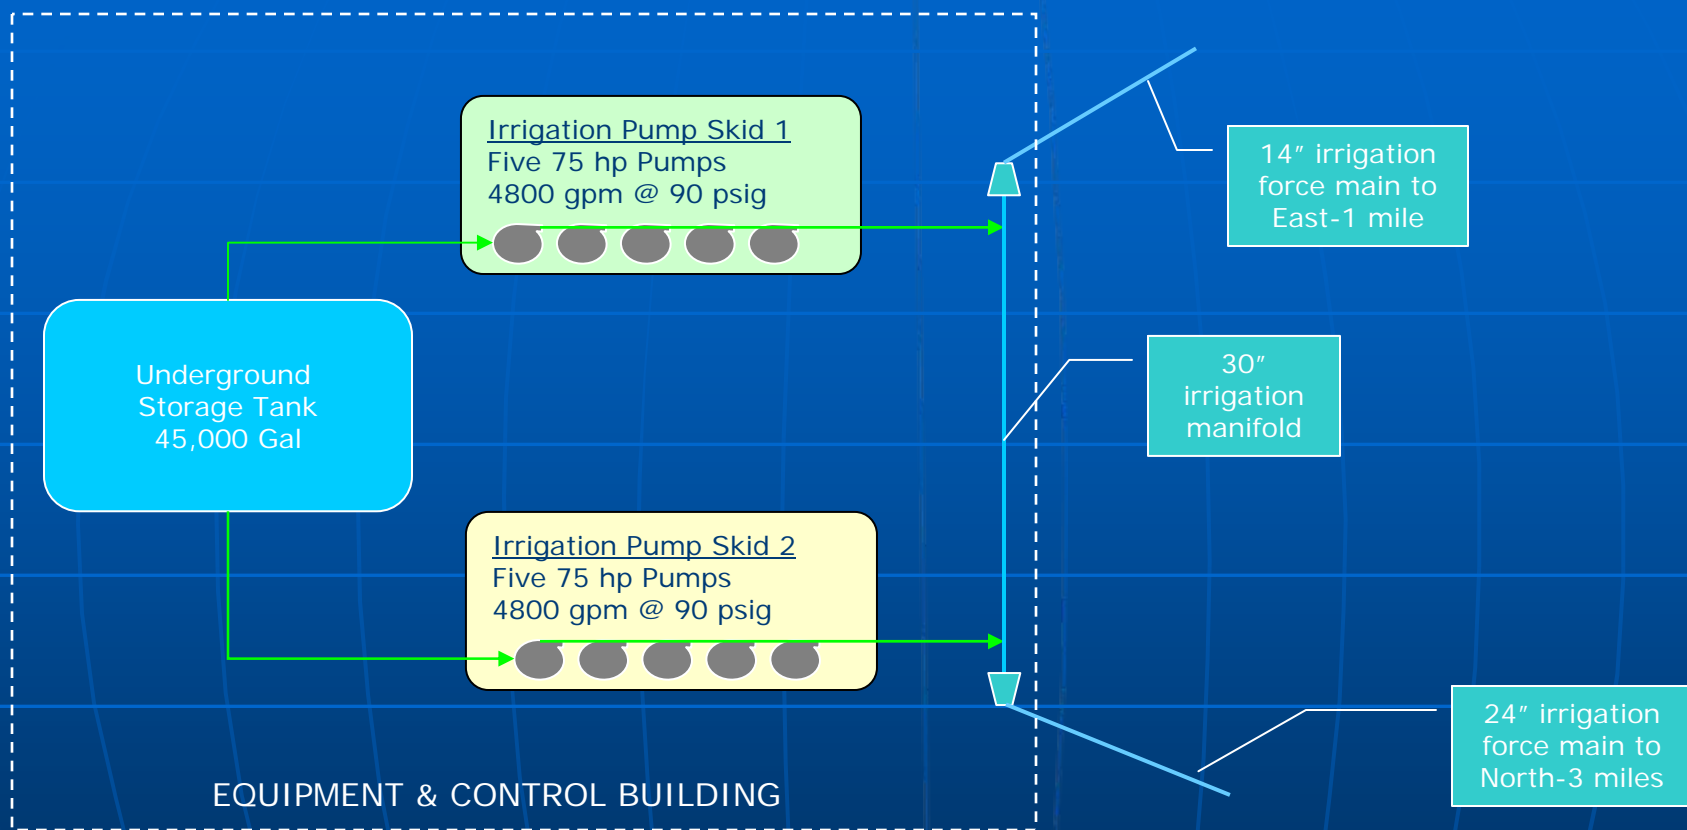 Irrigation Pump Skid 1
Five 75 hp Pumps
4800 gpm @ 90 psig
14″ irrigation
force main to
East-1 mile
Underground
Storage Tank
45,000 Gal
30″
irrigation
manifold
Irrigation Pump Skid 2
Five 75 hp Pumps
4800 gpm @ 90 psig
24″ irrigation
force main to
North-3 miles
EQUIPMENT & CONTROL BUILDING